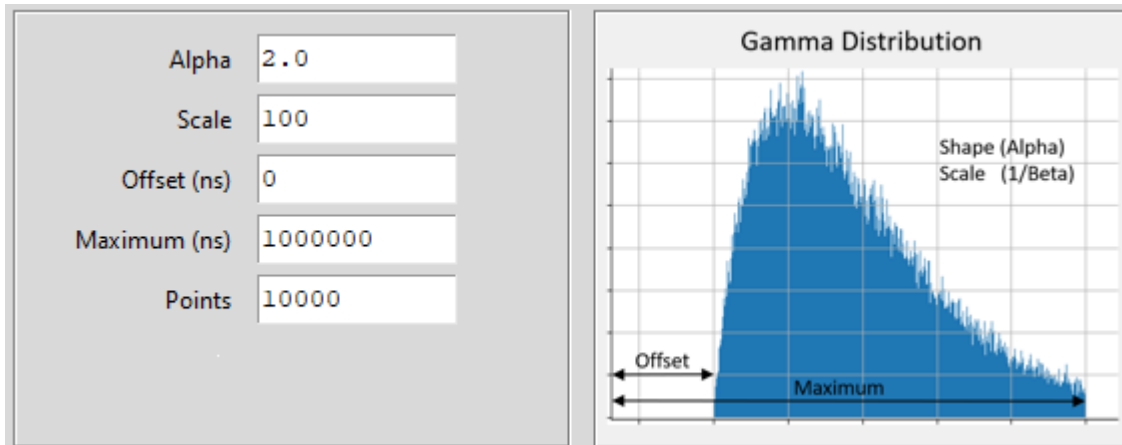 Alpha 2.0
Scale 100
Offset (ns) 0
Maximum (ns) 1000000
Points 10000
Gamma Distribution
Shape (Alpha)
Scale (1/Beta)
Offset
Maximum